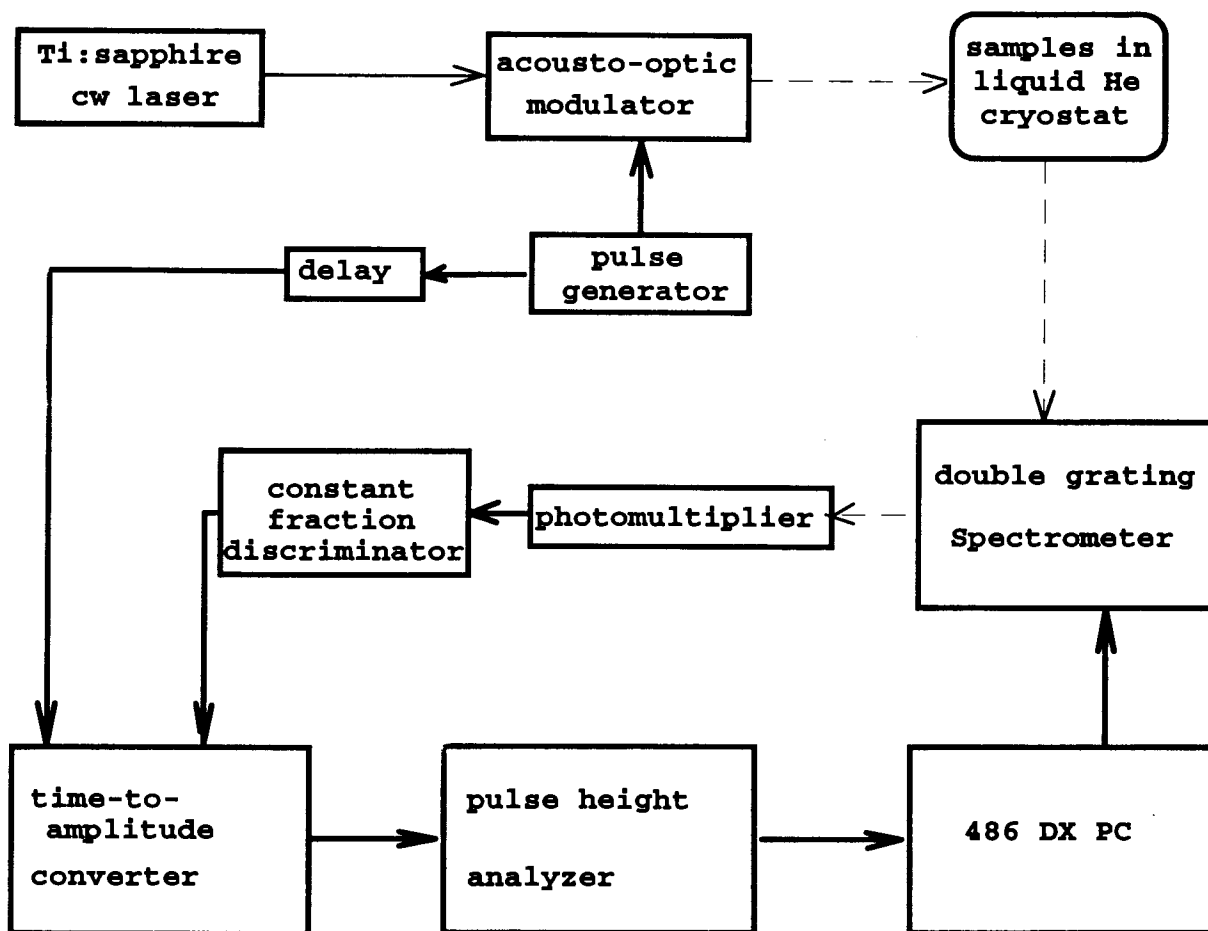 Ti:sapphire
cw laser
acousto-optic
modulator
samples in
liquid He
cryostat
delay
pulse
generator
constant
fraction
discriminator
photomultiplier
double grating
Spectrometer
time-to-
amplitude
converter
pulse height
analyzer
486 DX PC